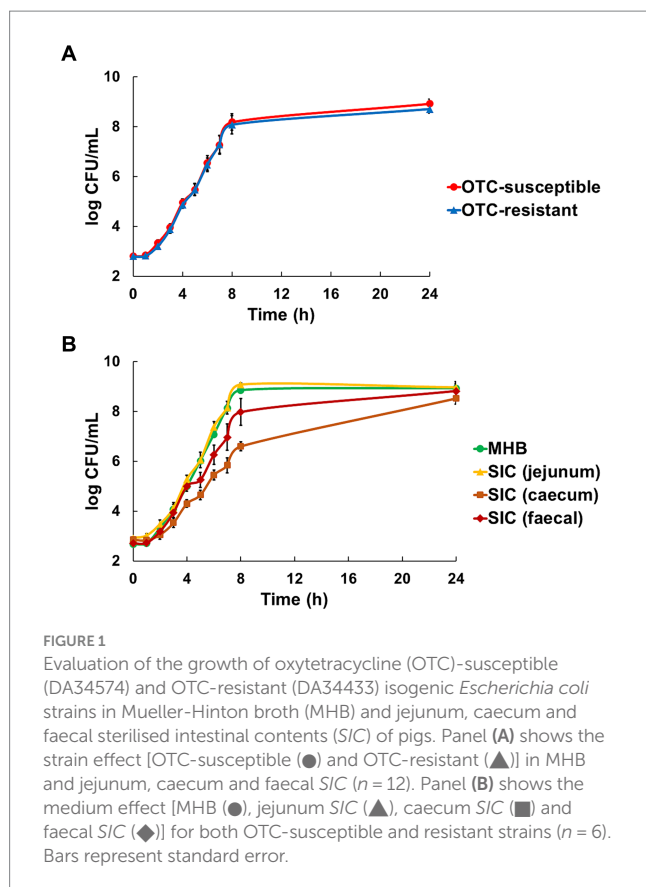 A
10
8
6
4
2
log CFU/mL
0 4 8 12 16 20 24
Time (h)
OTC-susceptible
OTC-resistant
B
10
8
6
4
2
log CFU/mL
0 4 8 12 16 20 24
Time (h)
MHB
SIC (jejunum)
SIC (caecum)
SIC (faecal)
FIGURE 1
Evaluation of the growth of oxytetracycline (OTC)-susceptible
(DA34574) and OTC-resistant (DA34433) isogenic Escherichia coli
strains in Mueller-Hinton broth (MHB) and jejunum, caecum and
faecal sterilised intestinal contents (SIC) of pigs. Panel (A) shows the
strain effect [OTC-susceptible (●) and OTC-resistant (▲)] in MHB
and jejunum, caecum and faecal SIC (n = 12). Panel (B) shows the
medium effect [MHB (●), jejunum SIC (▲), caecum SIC (■) and
faecal SIC (◆)] for both OTC-susceptible and resistant strains (n = 6).
Bars represent standard error.